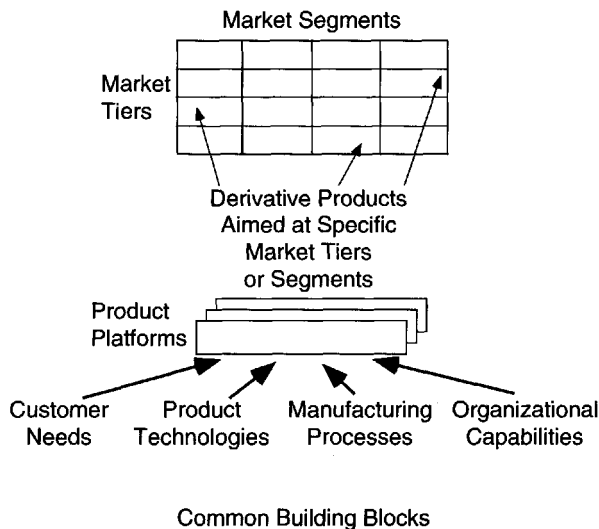 Market Segments
Market
Tiers
Derivative Products
Aimed at Specific
Market Tiers
or Segments
Product
Platforms
Customer
Needs
Product
Technologies
Manufacturing
Processes
Organizational
Capabilities
Common Building Blocks